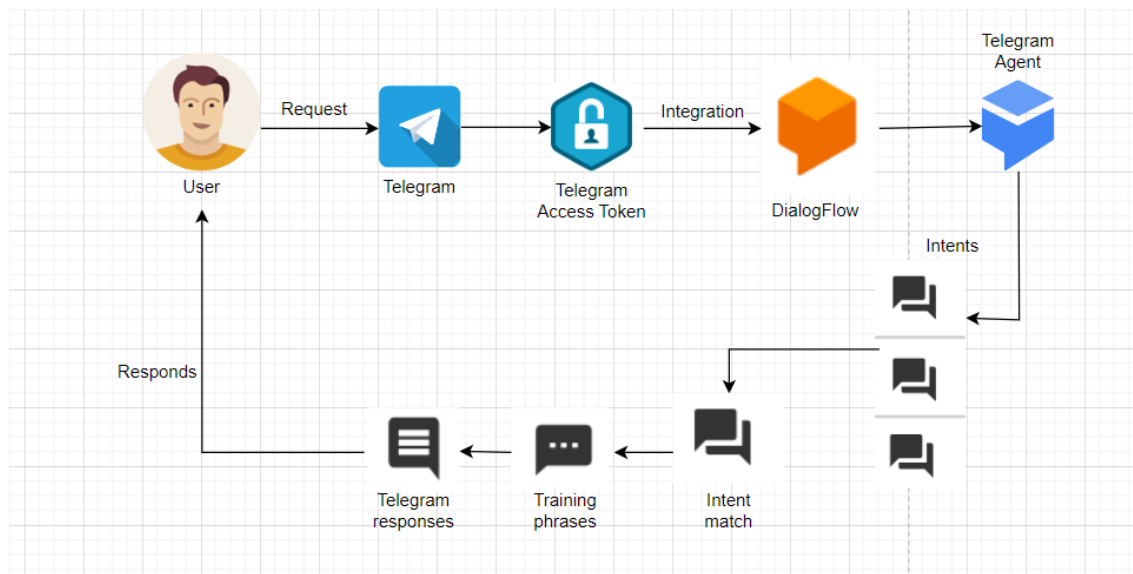 Telegram
Agent
Request
Integration
User
Telegram
Telegram
Access Token
DialogFlow
Intents
Responds
Telegram
responses
Training
phrases
Intent
match